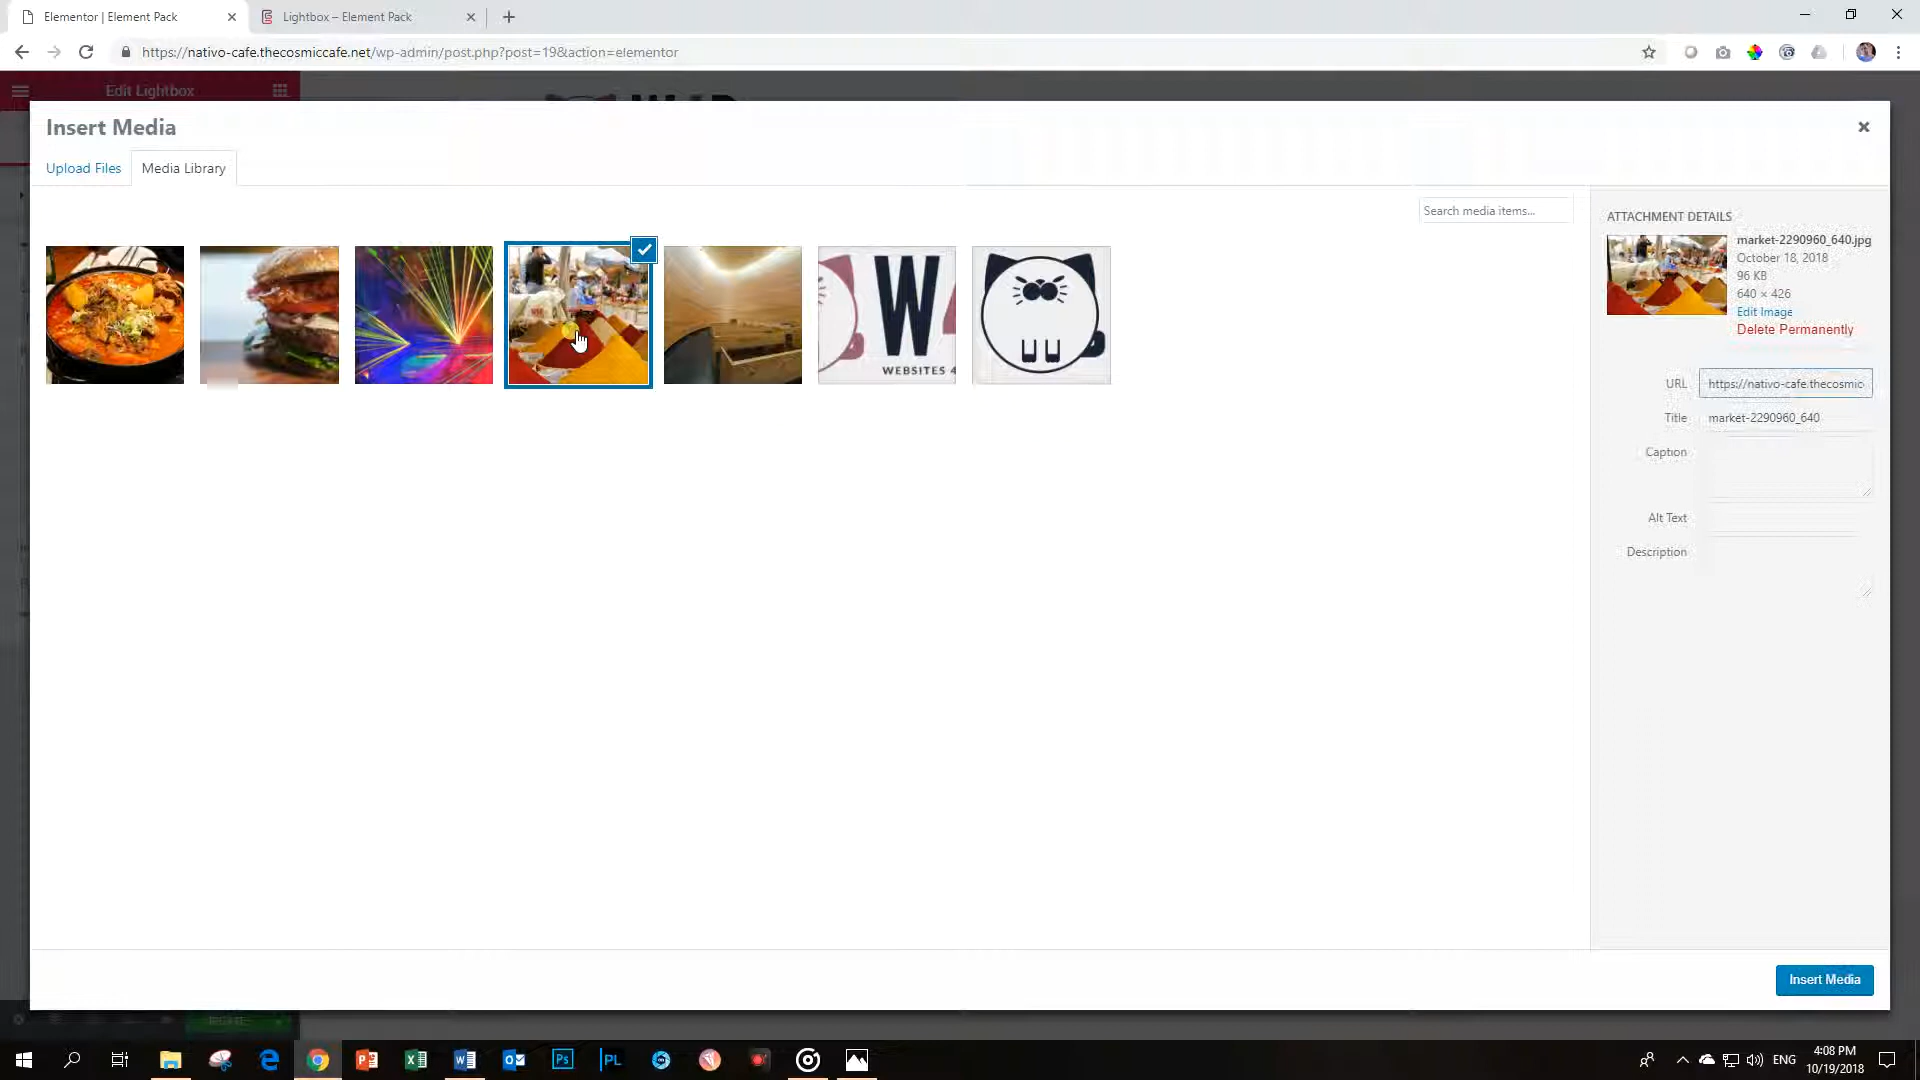 Elementor | Element Pack
Lightbox – Element Pack
https://nativo-cafe.thecosmiccafe.net/wp-admin/post.php?post=19&action=elementor
Edit Lightbox
Insert Media
Upload Files
Media Library
Search media items...
ATTACHMENT DETAILS
market-2290960_640.jpg
October 18, 2018
96 KB
640 × 426
Edit Image
Delete Permanently
URL
https://nativo-cafe.thecosmic
Title
market-2290960_640
Caption
Alt Text
Description
W
WEBSITES 4
Insert Media
Ps
PL
ENG
4:08 PM
10/19/2018